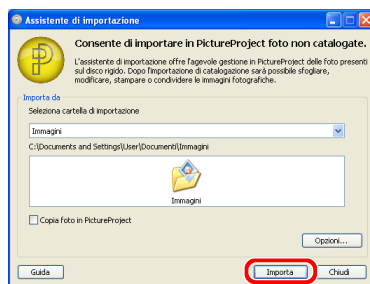 Assistente di importazione
Consente di importare in PictureProject foto non catalogate.
L'assistente di importazione offre l'agevole gestione in PictureProject delle foto presenti
sul disco rigido. Dopo l'importazione di catalogazione sarà possibile sfogliare,
modificare, stampare o condividere le immagini fotografiche.
Importa da
Seleziona cartella di importazione
Immagini
C:\Documents and Settings\User\Documenti\Immagini
Immagini
Copia foto in PictureProject
Opzioni...
Guida
Importa
Chiudi